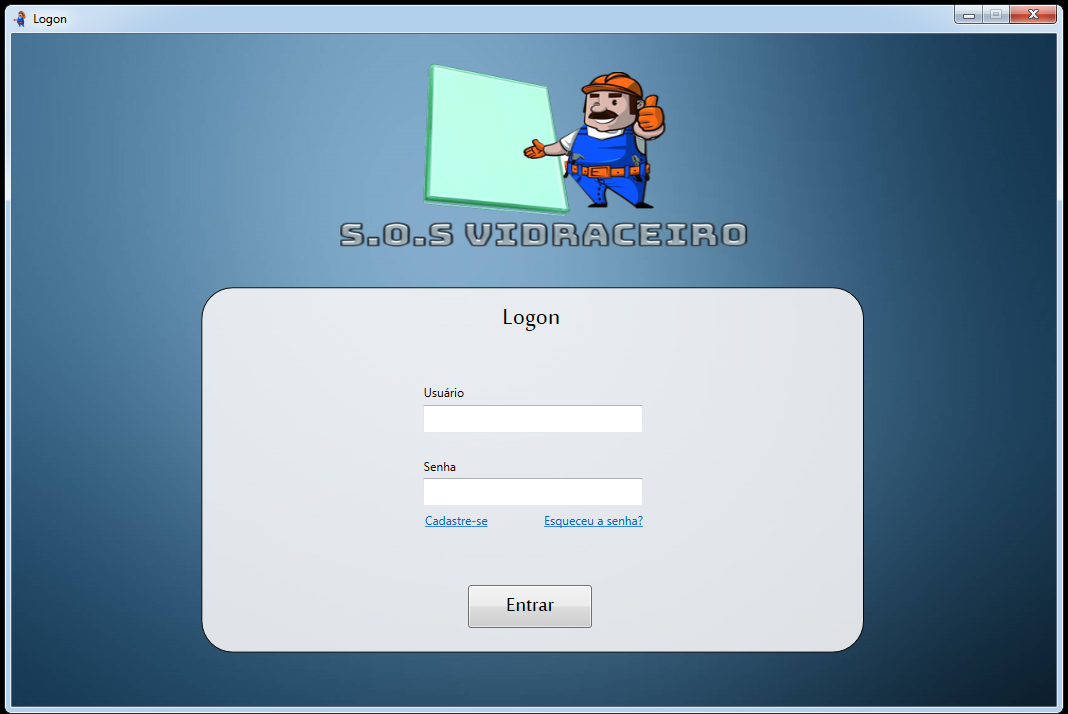 Logon
S.O.S VIDRACEIRO
Logon
Usuário
Senha
Cadastre-se Esqueceu a senha?
Entrar